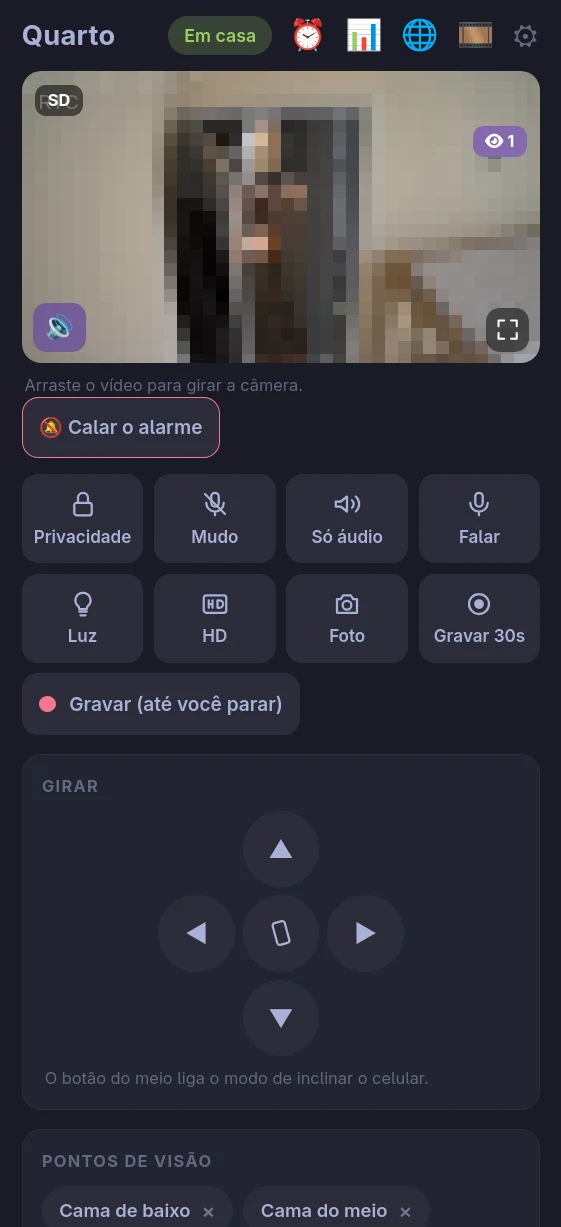 Quarto
Em casa
SD
1
Arraste o vídeo para girar a câmera.
Calar o alarme
Privacidade
Mudo
Só áudio
Falar
Luz
HD
Foto
Gravar 30s
Gravar (até você parar)
GIRAR
O botão do meio liga o modo de inclinar o celular.
PONTOS DE VISÃO
Cama de baixo ×
Cama do meio ×